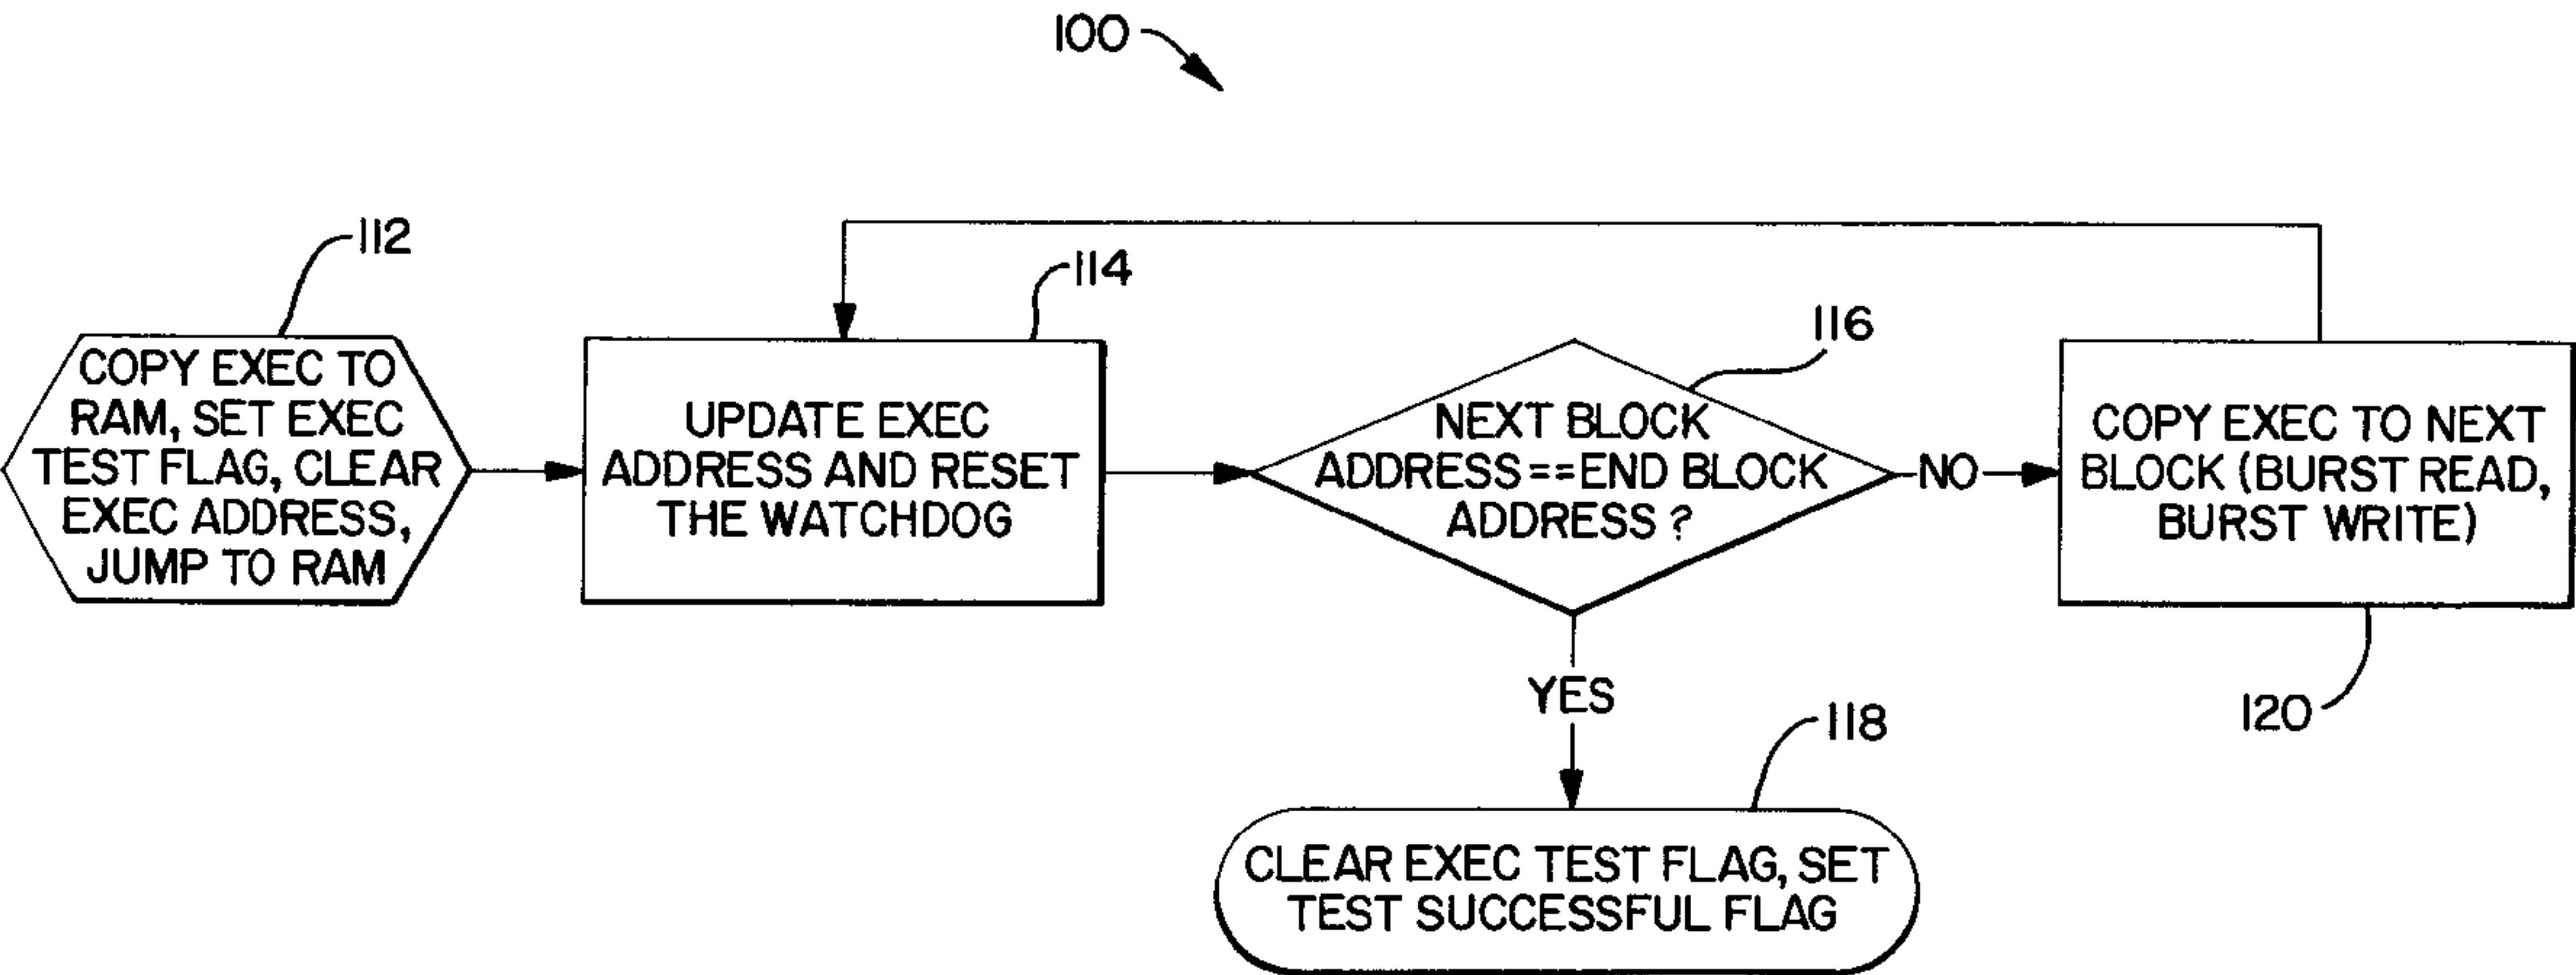 100
112
COPY EXEC TO
RAM, SET EXEC
TEST FLAG, CLEAR
EXEC ADDRESS,
JUMP TO RAM
114
UPDATE EXEC
ADDRESS AND RESET
THE WATCHDOG
116
NEXT BLOCK
ADDRESS==END BLOCK
ADDRESS?
NO
COPY EXEC TO NEXT
BLOCK (BURST READ,
BURST WRITE)
120
YES
118
CLEAR EXEC TEST FLAG, SET
TEST SUCCESSFUL FLAG